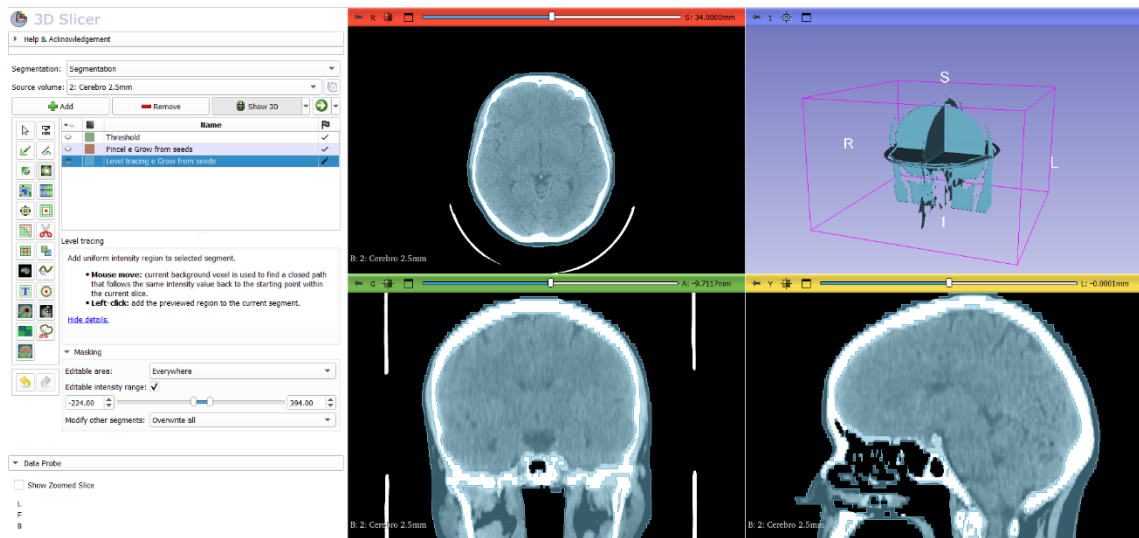 3D Slicer
Help & Acknowledgement
Segmentation: Segmentation
Source volume: 2: Cerebro 2.5mm
Add Remove Show 3D
Name
Threshold
Pincel e Grow from seeds
Level tracing e Grow from seeds
Level tracing
Add uniform intensity region to selected segment.
• Mouse move: current background voxel is used to find a closed path
that follows the same intensity value back to the starting point within
the current slice.
• Left-click: add the previewed region to the current segment.
Hide details.
Masking
Editable area: Everywhere
Editable intensity range:
-224.00 394.00
Modify other segments: Overwrite all
Data Probe
Show Zoomed Slice
L
F
B
R S: 34.0000mm
B: 2: Cerebro 2.5mm
1
S
R
L
I
G A: -9.7117mm
B: 2: Cerebro 2.5mm
Y L: -0.0001mm
B: 2: Cerebro 2.5mm